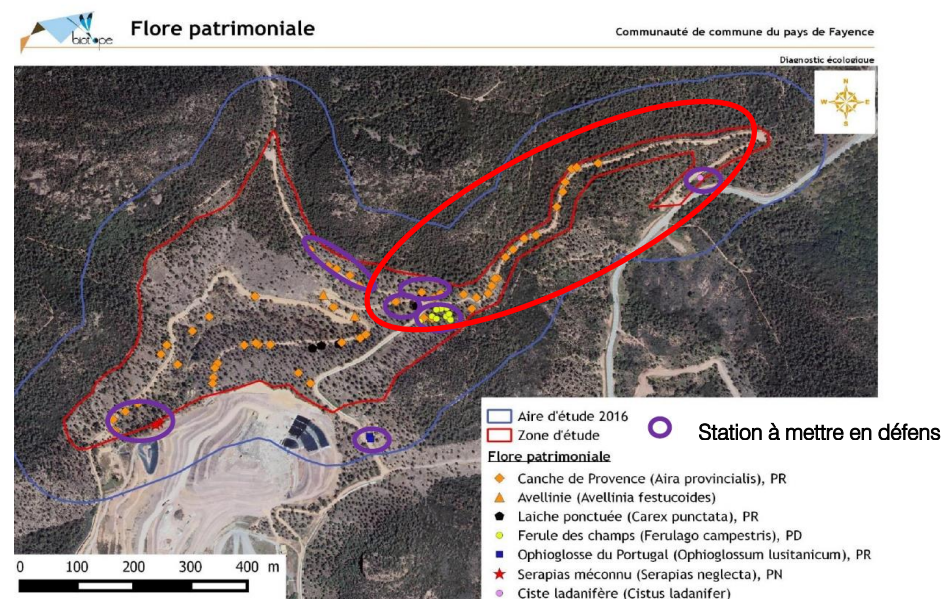 biotope
Flore patrimoniale
Communauté de commune du pays de Fayence
Diagnostic écologique
N
W E
S
Aire d'étude 2016
Zone d'étude
Station à mettre en défens
Flore patrimoniale
Canche de Provence (Aira provincialis), PR
Avellinie (Avellinia festucoides)
Laiche ponctuée (Carex punctata), PR
Ferule des champs (Ferulago campestris), PD
Ophioglosse du Portugal (Ophioglossum lusitanicum), PR
Serapias méconnu (Serapias neglecta), PN
Ciste ladanifère (Cistus ladanifer)
0 100 200 300 400 m